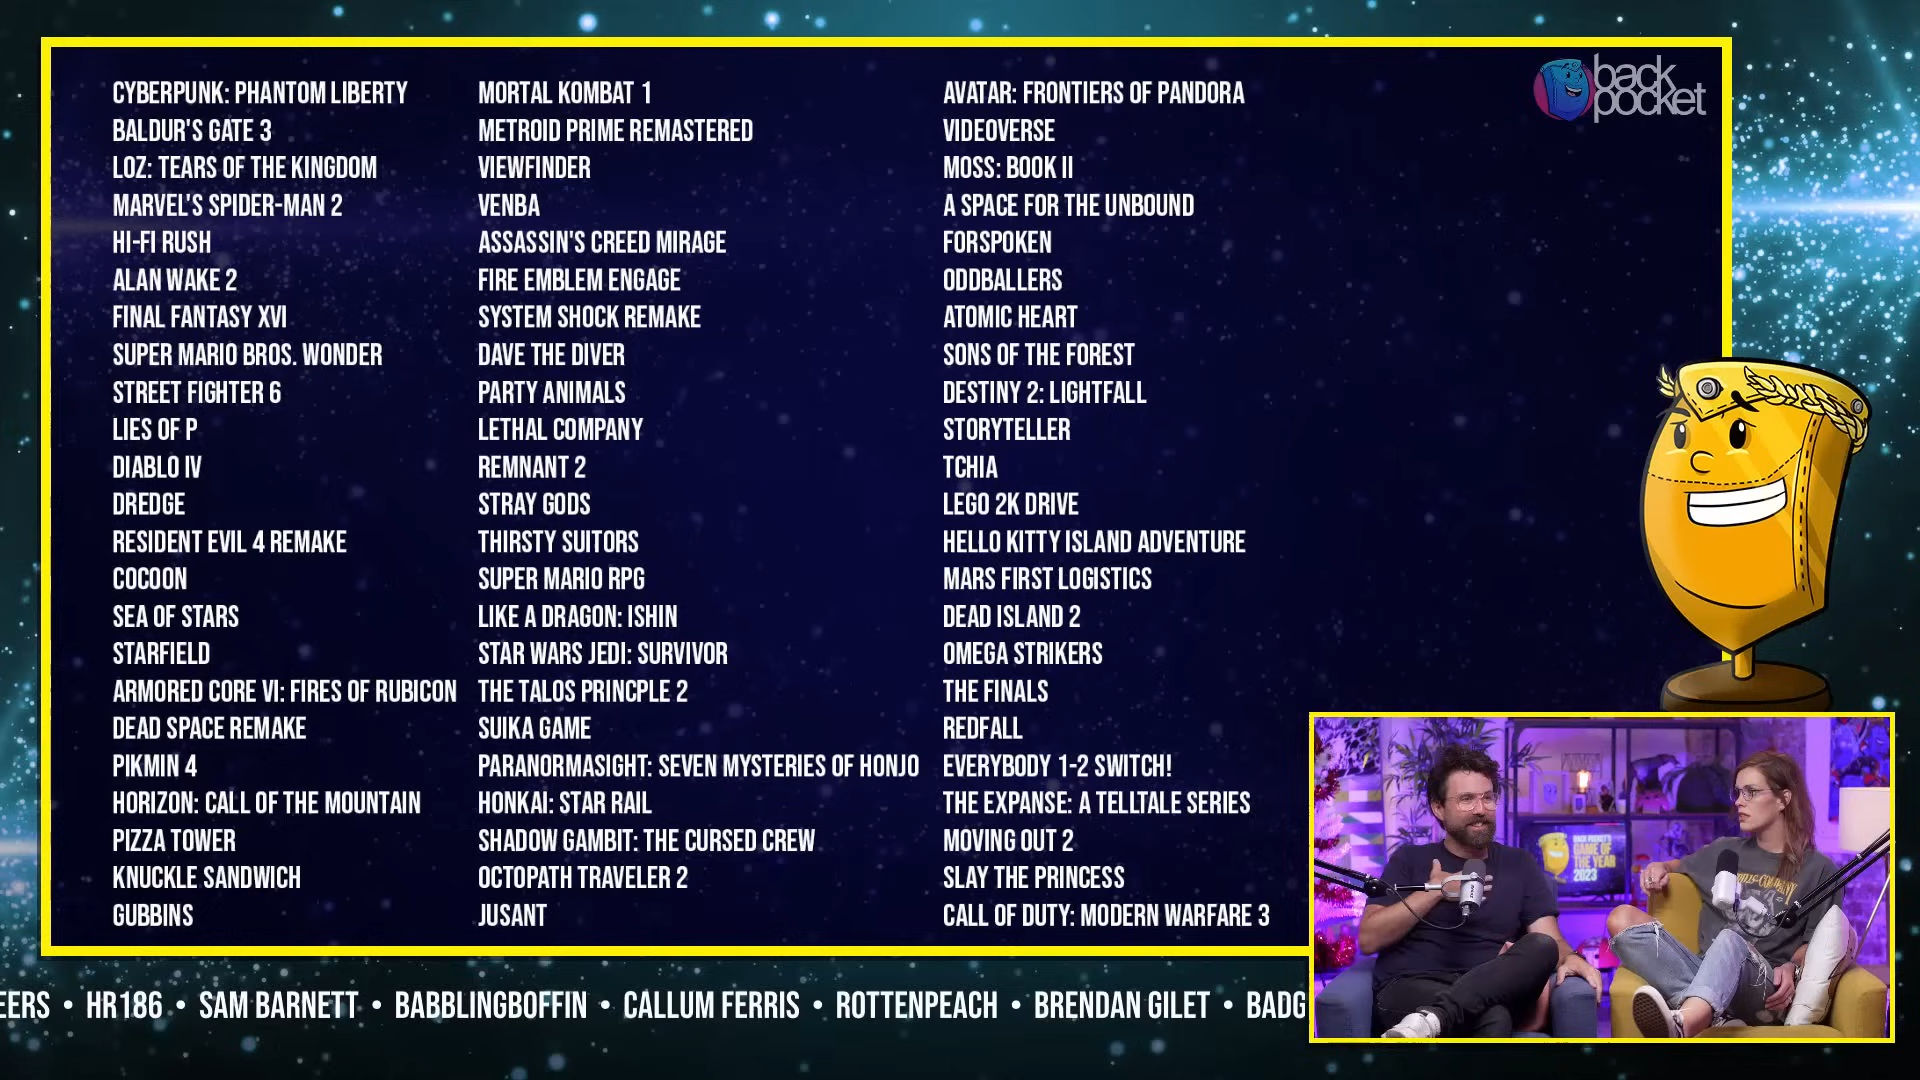 CYBERPUNK: PHANTOM LIBERTY
BALDUR'S GATE 3
LOZ: TEARS OF THE KINGDOM
MARVEL'S SPIDER-MAN 2
HI-FI RUSH
ALAN WAKE 2
FINAL FANTASY XVI
SUPER MARIO BROS. WONDER
STREET FIGHTER 6
LIES OF P
DIABLO IV
DREDGE
RESIDENT EVIL 4 REMAKE
COCOON
SEA OF STARS
STARFIELD
ARMORED CORE VI: FIRES OF RUBICON
DEAD SPACE REMAKE
PIKMIN 4
HORIZON: CALL OF THE MOUNTAIN
PIZZA TOWER
KNUCKLE SANDWICH
GUBBINS
MORTAL KOMBAT 1
METROID PRIME REMASTERED
VIEWFINDER
VENBA
ASSASSIN'S CREED MIRAGE
FIRE EMBLEM ENGAGE
SYSTEM SHOCK REMAKE
DAVE THE DIVER
PARTY ANIMALS
LETHAL COMPANY
REMNANT 2
STRAY GODS
THIRSTY SUITORS
SUPER MARIO RPG
LIKE A DRAGON: ISHIN
STAR WARS JEDI: SURVIVOR
THE TALOS PRINCPLE 2
SUIKA GAME
PARANORMASIGHT: SEVEN MYSTERIES OF HONJO
HONKAI: STAR RAIL
SHADOW GAMBIT: THE CURSED CREW
OCTOPATH TRAVELER 2
JUSANT
AVATAR: FRONTIERS OF PANDORA
VIDEOVERSE
MOSS: BOOK II
A SPACE FOR THE UNBOUND
FORSPOKEN
ODDBALLERS
ATOMIC HEART
SONS OF THE FOREST
DESTINY 2: LIGHTFALL
STORYTELLER
TCHIA
LEGO 2K DRIVE
HELLO KITTY ISLAND ADVENTURE
MARS FIRST LOGISTICS
DEAD ISLAND 2
OMEGA STRIKERS
THE FINALS
REDFALL
EVERYBODY 1-2 SWITCH!
THE EXPANSE: A TELLTALE SERIES
MOVING OUT 2
SLAY THE PRINCESS
CALL OF DUTY: MODERN WARFARE 3
back
pocket
BACK POCKET'S
GAME OF
THE YEAR
2023
EERS • HR186 • SAM BARNETT • BABBLINGBOFFIN • CALLUM FERRIS • ROTTENPEACH • BRENDAN GILET • BADG